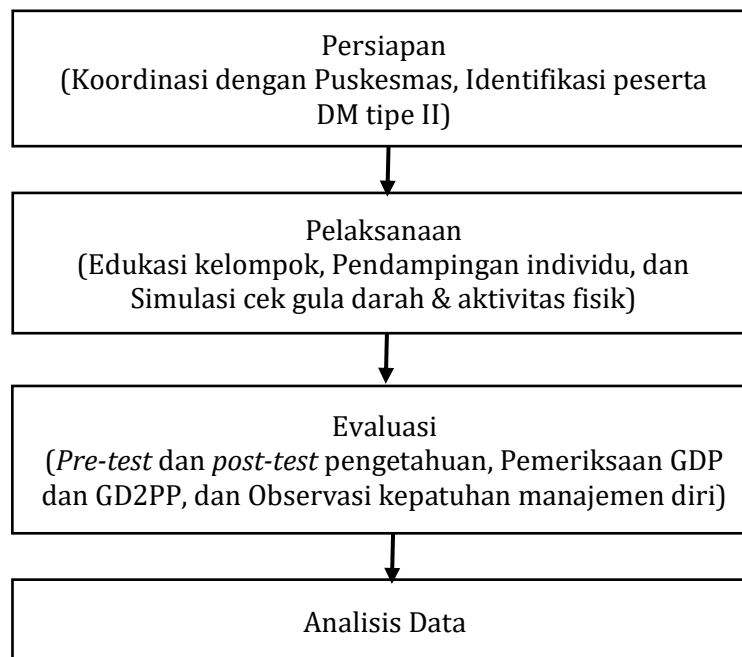 Persiapan
(Koordinasi dengan Puskesmas, Identifikasi peserta
DM tipe II)
Pelaksanaan
(Edukasi kelompok, Pendampingan individu, dan
Simulasi cek gula darah & aktivitas fisik)
Evaluasi
(Pre-test dan post-test pengetahuan, Pemeriksaan GDP
dan GD2PP, dan Observasi kepatuhan manajemen diri)
Analisis Data